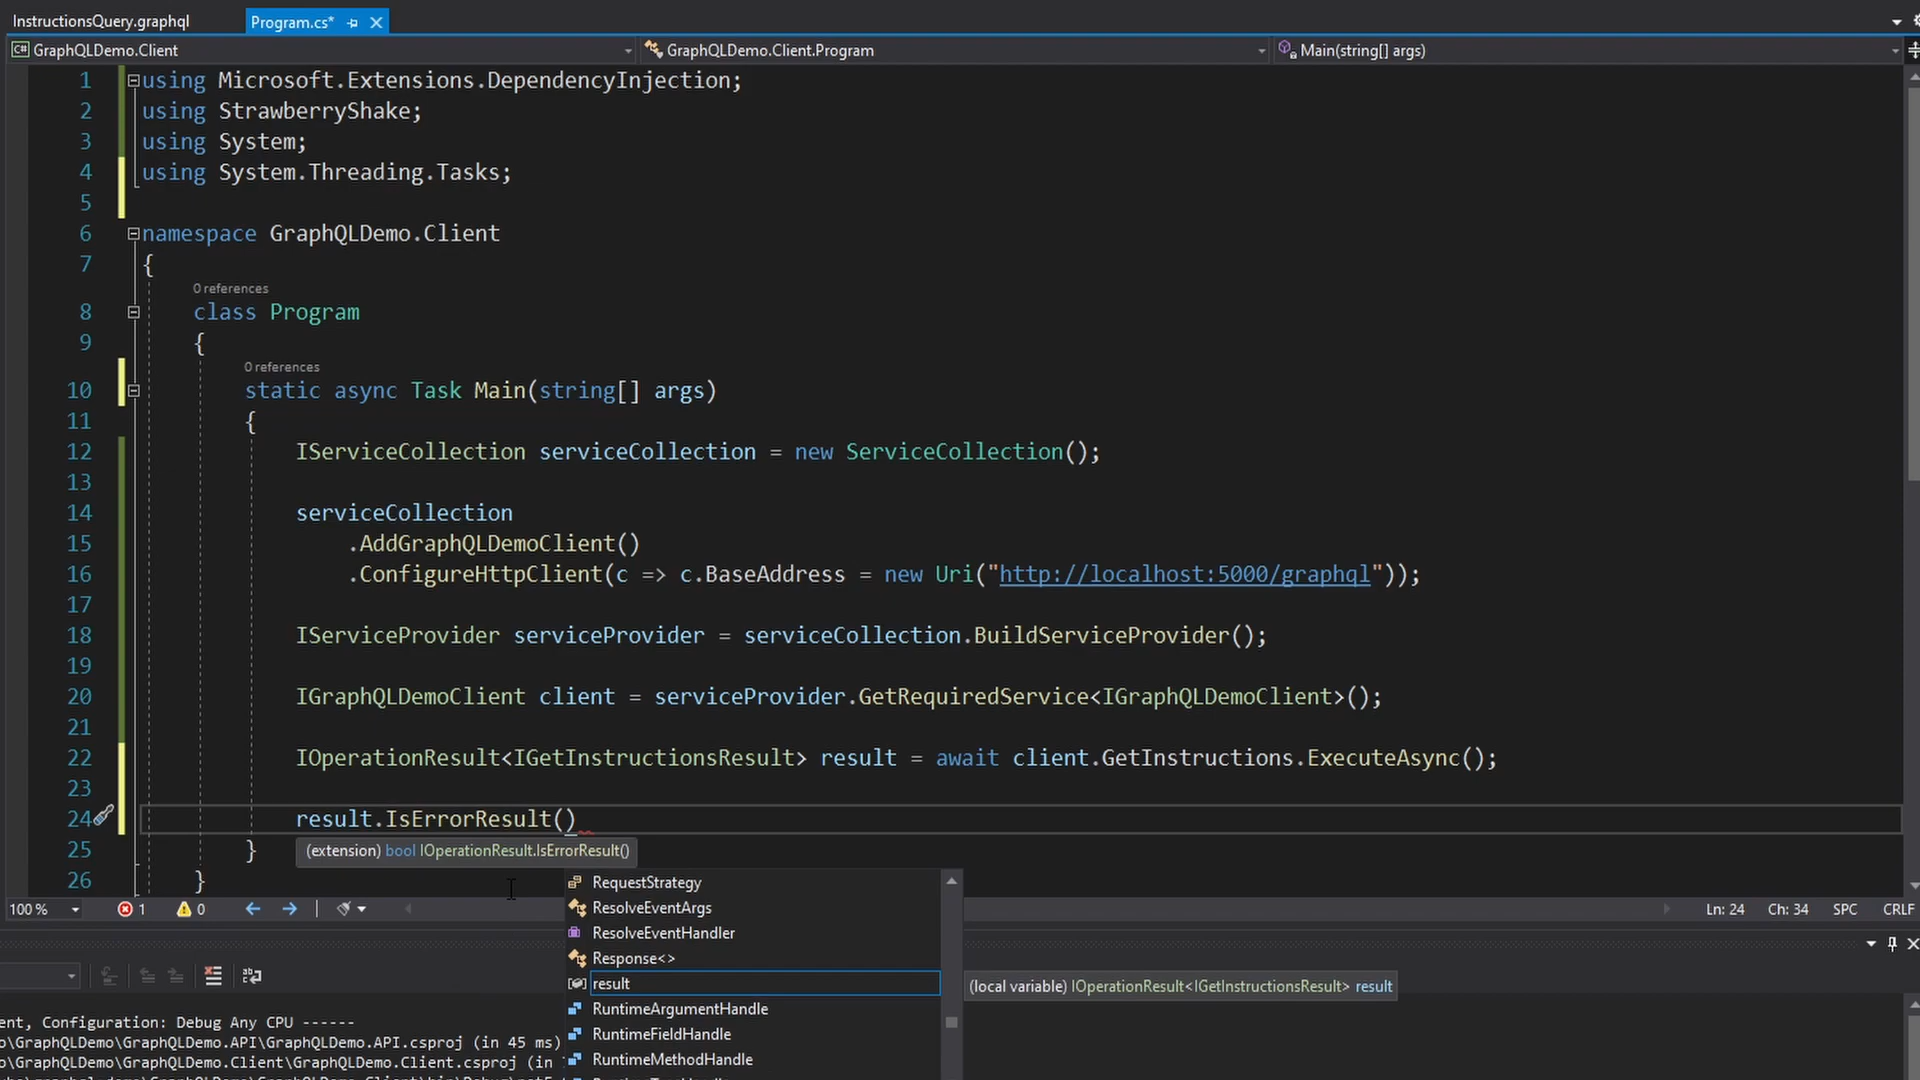 InstructionsQuery.graphql
Program.cs*
GraphQLDemo.Client
GraphQLDemo.Client.Program
Main(string[] args)
1 using Microsoft.Extensions.DependencyInjection;
2 using StrawberryShake;
3 using System;
4 using System.Threading.Tasks;
5
6 namespace GraphQLDemo.Client
7 {
0 references
8 class Program
9 {
0 references
10 static async Task Main(string[] args)
11 {
12 IServiceCollection serviceCollection = new ServiceCollection();
13
14 serviceCollection
15 .AddGraphQLDemoClient()
16 .ConfigureHttpClient(c => c.BaseAddress = new Uri("http://localhost:5000/graphql"));
17
18 IServiceProvider serviceProvider = serviceCollection.BuildServiceProvider();
19
20 IGraphQLDemoClient client = serviceProvider.GetRequiredService<IGraphQLDemoClient>();
21
22 IOperationResult<IGetInstructionsResult> result = await client.GetInstructions.ExecuteAsync();
23
24 result.IsErrorResult()
25 }
(extension) bool IOperationResult.IsErrorResult()
26 }
RequestStrategy
ResolveEventArgs
ResolveEventHandler
Response<>
result
RuntimeArgumentHandle
RuntimeFieldHandle
RuntimeMethodHandle
(local variable) IOperationResult<IGetInstructionsResult> result
100 %
1
0
Ln: 24 Ch: 34 SPC CRLF
ent, Configuration: Debug Any CPU ------
o\GraphQLDemo\GraphQLDemo.API\GraphQLDemo.API.csproj (in 45 ms)
o\GraphQLDemo\GraphQLDemo.Client\GraphQLDemo.Client.csproj (in